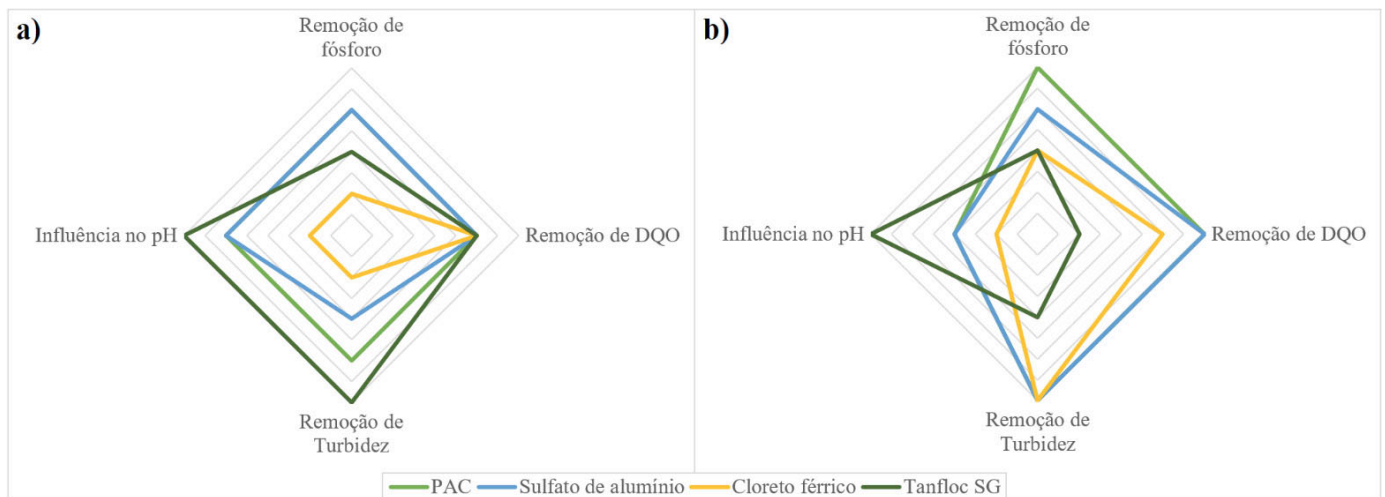 a)
Remoção de
fósforo
Influência no pH
Remoção de DQO
Remoção de
Turbidez
b)
Remoção de
fósforo
Influência no pH
Remoção de DQO
Remoção de
Turbidez
PAC Sulfato de alumínio Cloreto férrico Tanfloc SG